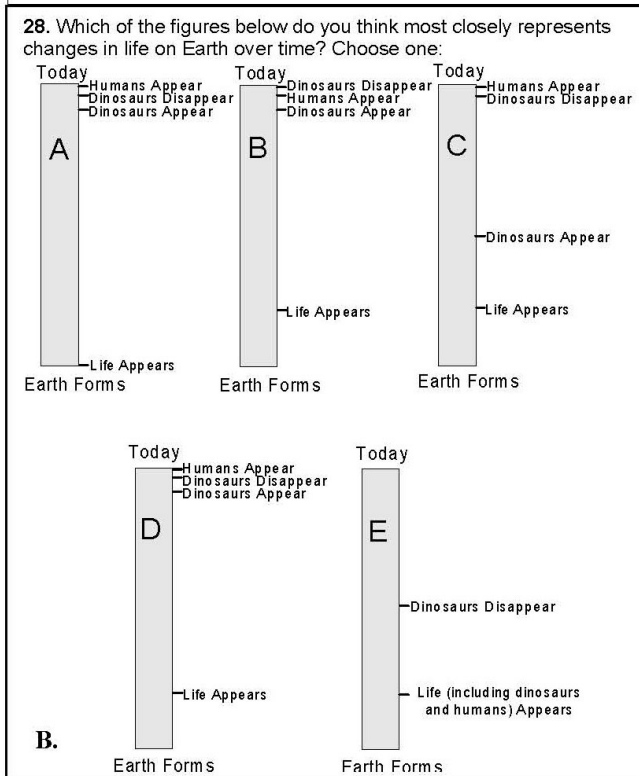 28. Which of the figures below do you think most closely represents
changes in life on Earth over time? Choose one:
Today
Humans Appear
Dinosaurs Disappear
Dinosaurs Appear
A
Life Appears
Earth Forms
Today
Dinosaurs Disappear
Humans Appear
Dinosaurs Appear
B
Life Appears
Earth Forms
Today
Humans Appear
Dinosaurs Disappear
C
Dinosaurs Appear
Life Appears
Earth Forms
Today
Humans Appear
Dinosaurs Disappear
Dinosaurs Appear
D
Life Appears
Earth Forms
Today
E
Dinosaurs Disappear
Life (including dinosaurs
and humans) Appears
Earth Forms
B.